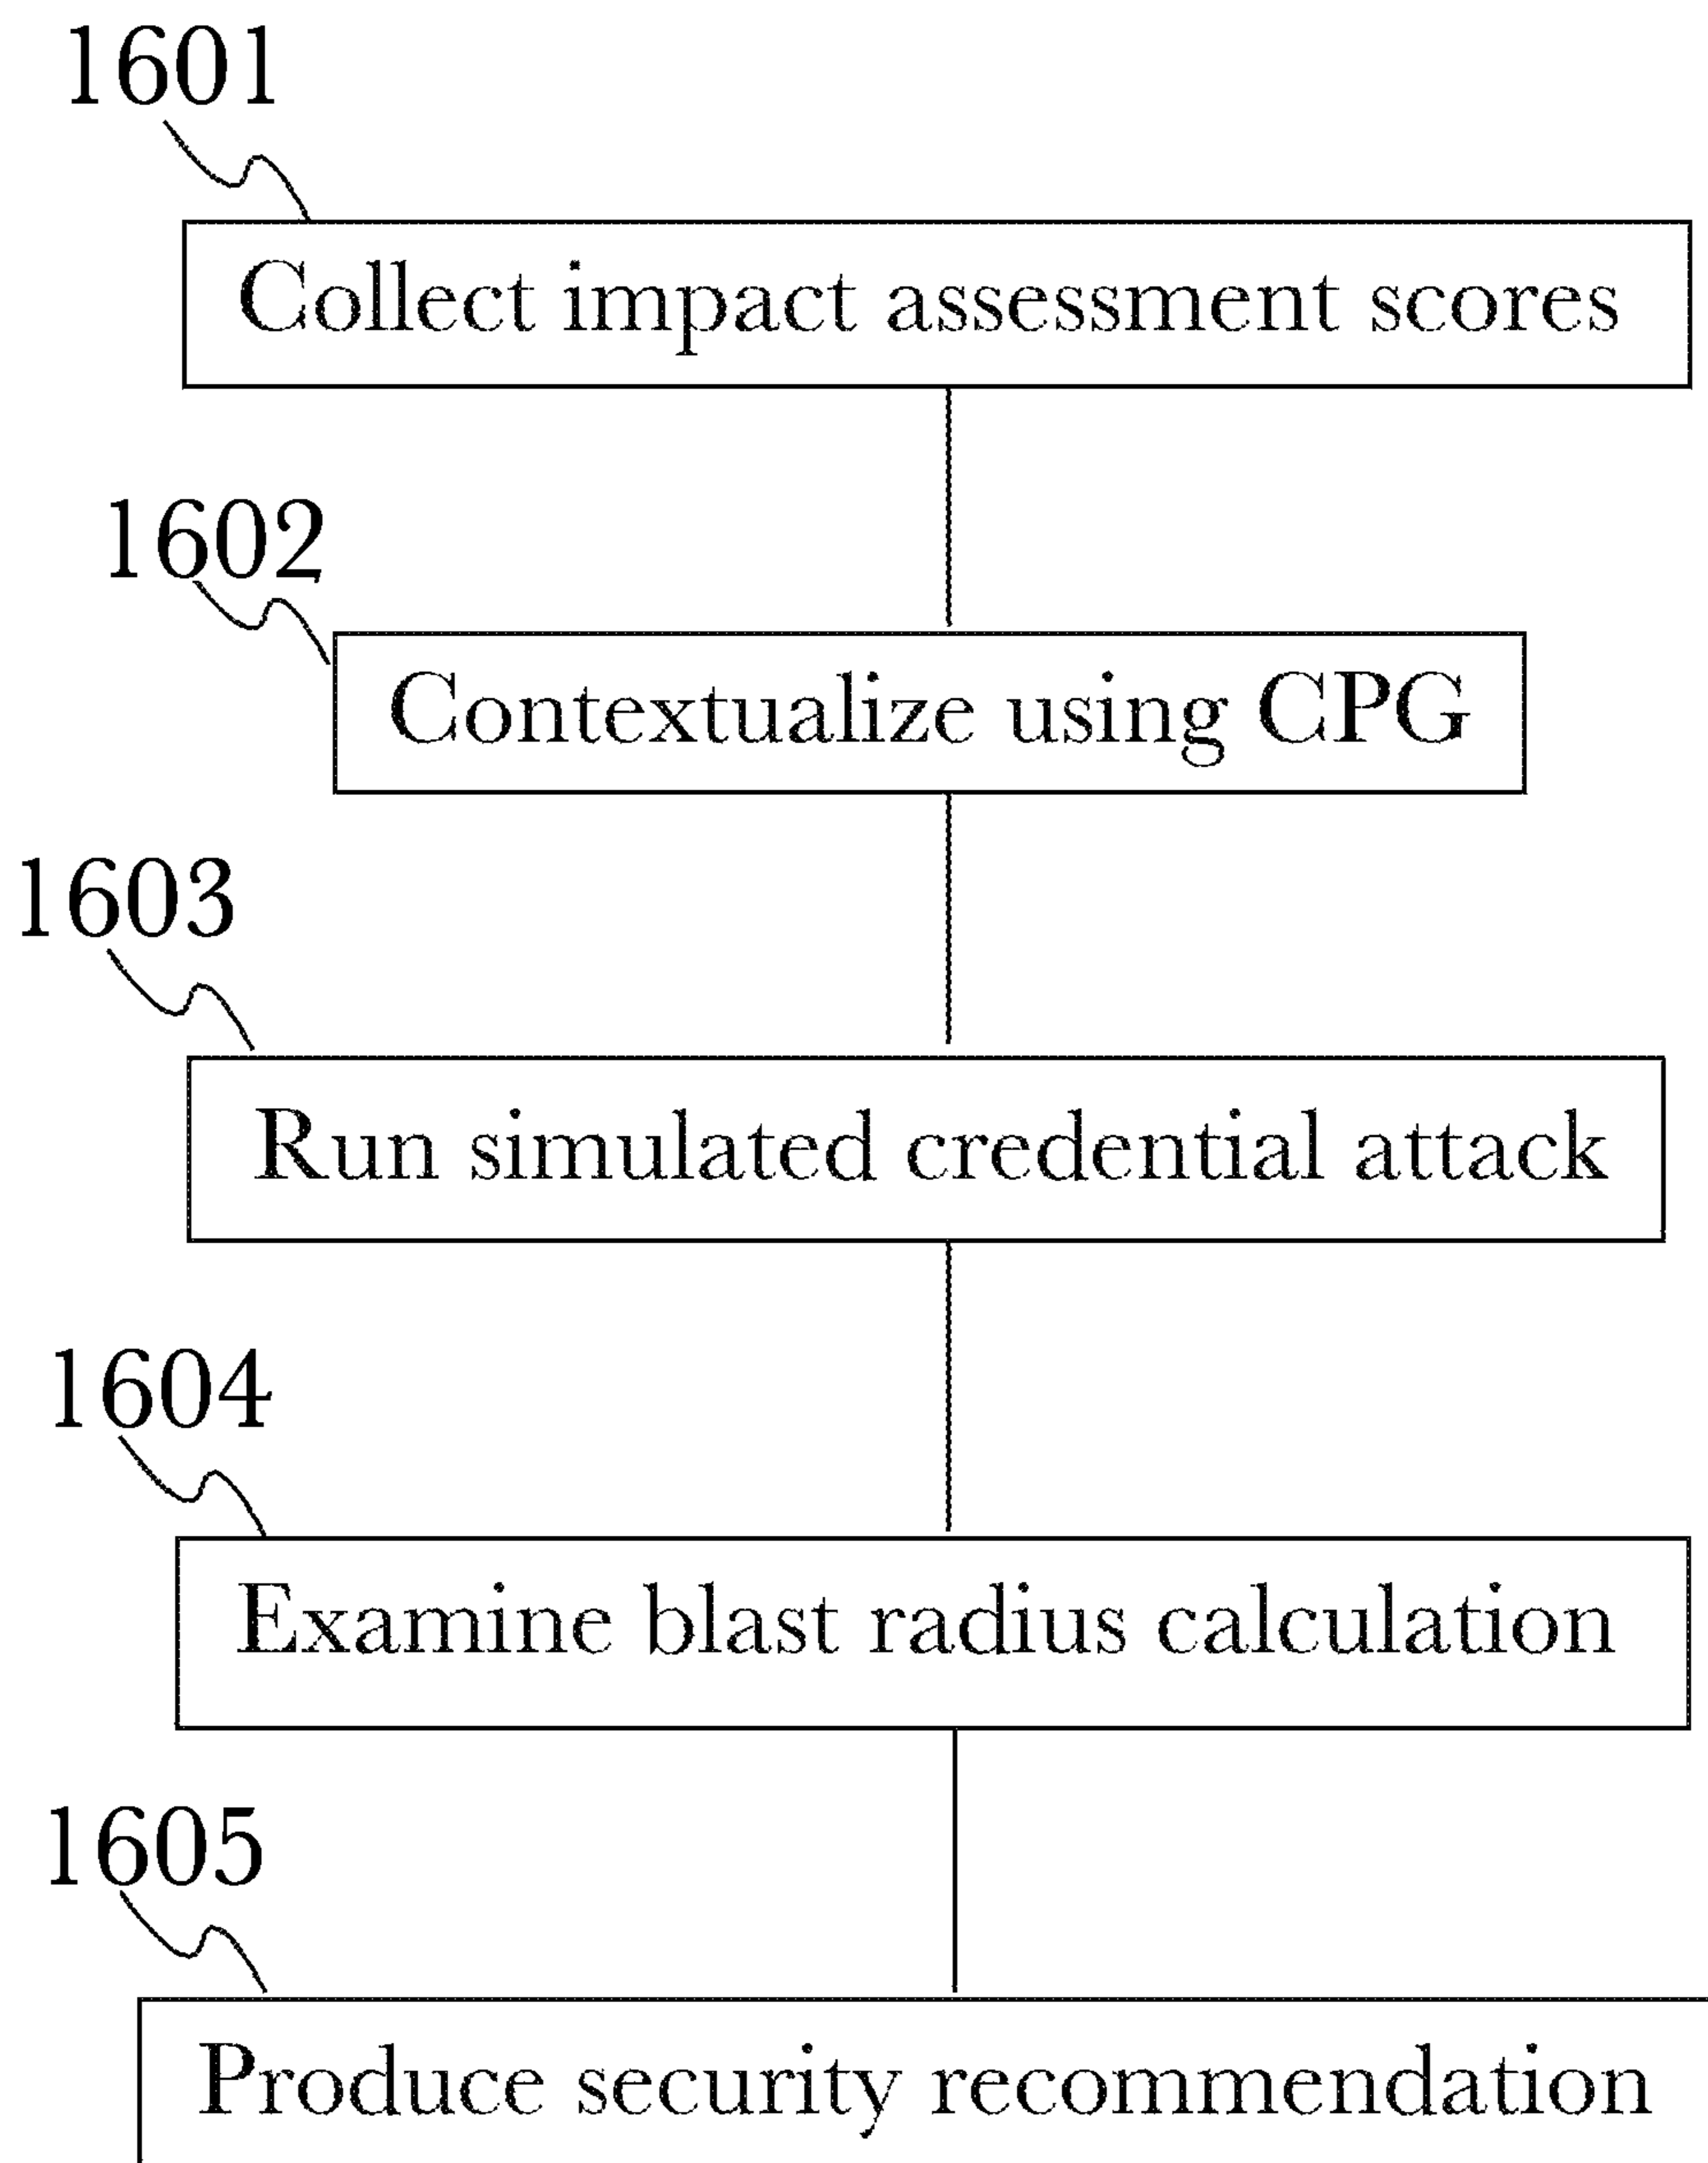 1601
Collect impact assessment scores
1602
Contextualize using CPG
1603
Run simulated credential attack
1604
Examine blast radius calculation
1605
Produce security recommendation